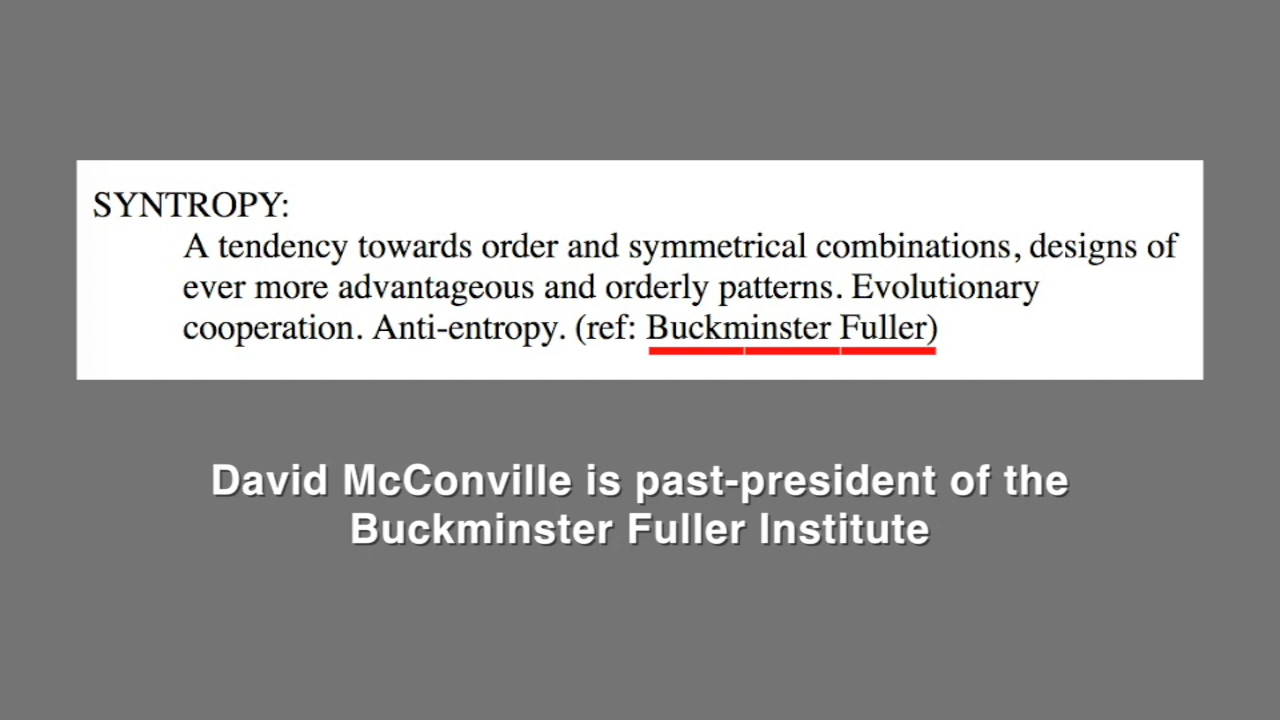 SYNTROPY:
A tendency towards order and symmetrical combinations, designs of
ever more advantageous and orderly patterns. Evolutionary
cooperation. Anti-entropy. (ref: Buckminster Fuller)
David McConville is past-president of the
Buckminster Fuller Institute